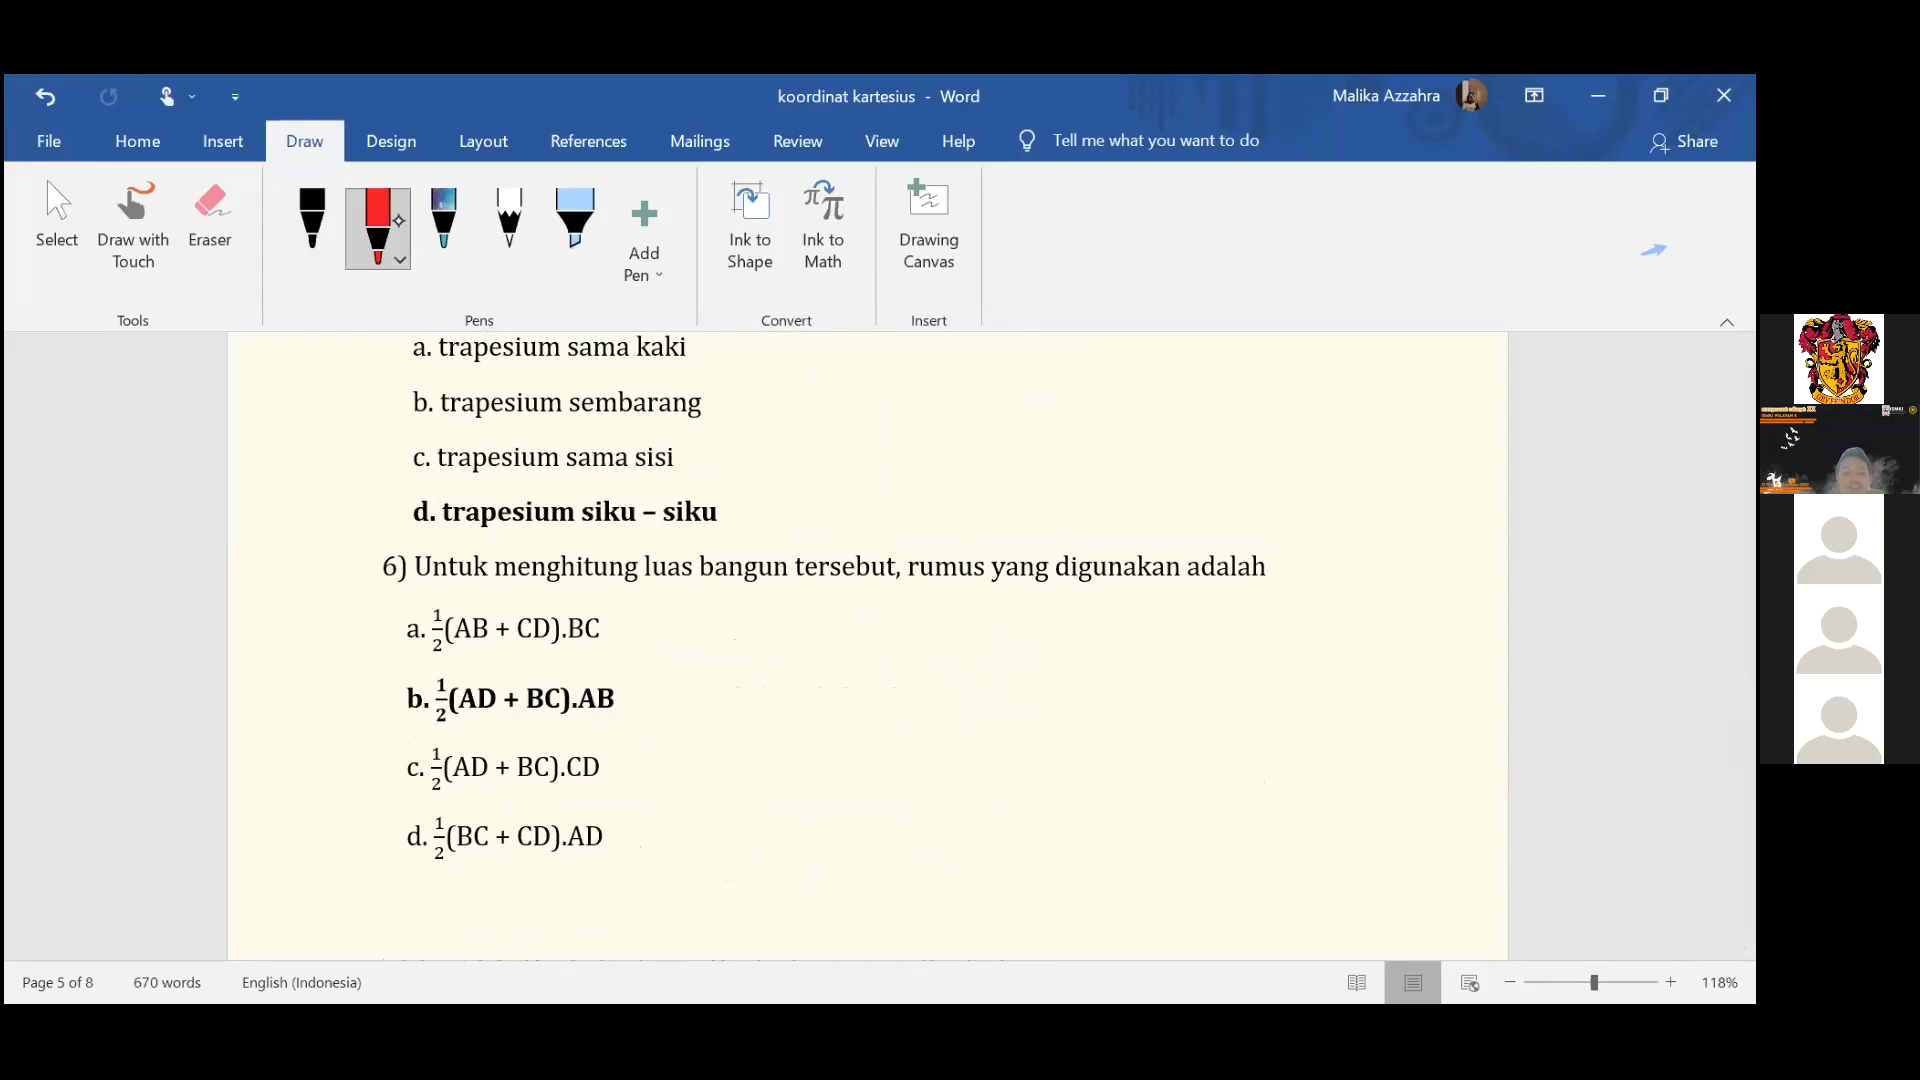 koordinat kartesius - Word
Malika Azzahra
File Home Insert Draw Design Layout References Mailings Review View Help Tell me what you want to do Share
Select
Draw with Touch
Eraser
Tools
Add Pen
Pens
Ink to Shape
Ink to Math
Convert
Drawing Canvas
Insert
a. trapesium sama kaki
b. trapesium sembarang
c. trapesium sama sisi
d. trapesium siku – siku
6) Untuk menghitung luas bangun tersebut, rumus yang digunakan adalah
a. 1/2(AB + CD).BC
b. 1/2(AD + BC).AB
c. 1/2(AD + BC).CD
d. 1/2(BC + CD).AD
Page 5 of 8 670 words English (Indonesia) 118%